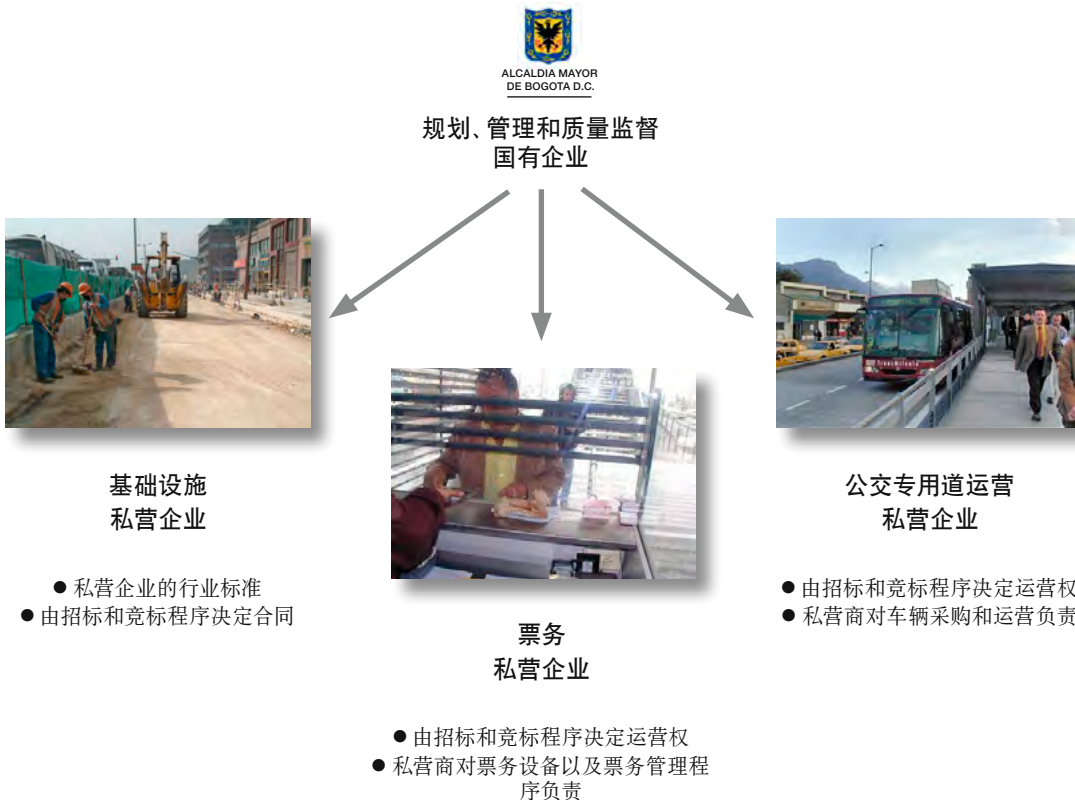 ALCALDIA MAYOR
DE BOGOTA D.C.
规划、管理和质量监督
国有企业
基础设施
私营企业
● 私营企业的行业标准
● 由招标和竞标程序决定合同
票务
私营企业
● 由招标和竞标程序决定运营权
● 私营商对票务设备以及票务管理程
序负责
TransMilenio
公交专用道运营
私营企业
● 由招标和竞标程序决定运营权
● 私营商对车辆采购和运营负责